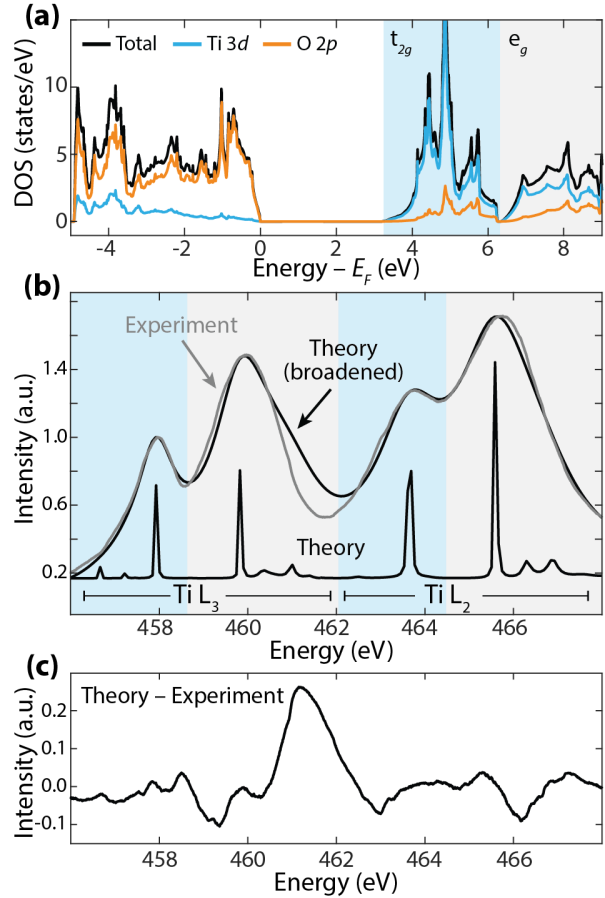 (a)
Total Ti 3d O 2p
t2g
eg
DOS (states/eV)
10
5
0
-4 -2 0 2 4 6 8
Energy – EF (eV)
(b)
Experiment
Theory
(broadened)
Theory
Intensity (a.u.)
1.4
1.0
0.6
0.2
Ti L3
Ti L2
458 460 462 464 466
Energy (eV)
(c)
Theory – Experiment
Intensity (a.u.)
0.2
0.1
0.0
-0.1
458 460 462 464 466
Energy (eV)